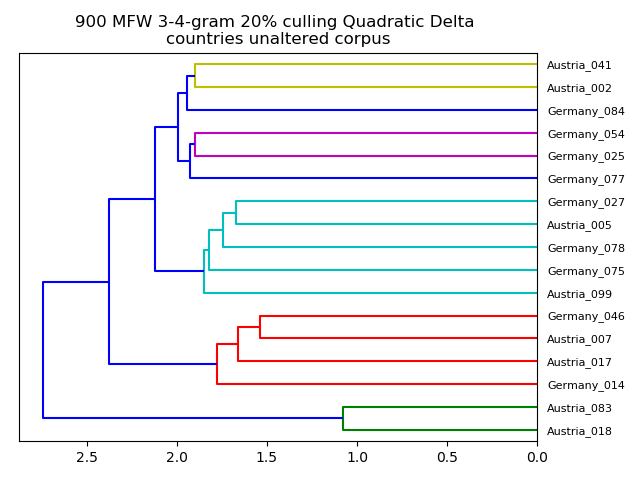 900 MFW 3-4-gram 20% culling Quadratic Delta
countries unaltered corpus
Austria_041
Austria_002
Germany_084
Germany_054
Germany_025
Germany_077
Germany_027
Austria_005
Germany_078
Germany_075
Austria_099
Germany_046
Austria_007
Austria_017
Germany_014
Austria_083
Austria_018
2.5 2.0 1.5 1.0 0.5 0.0